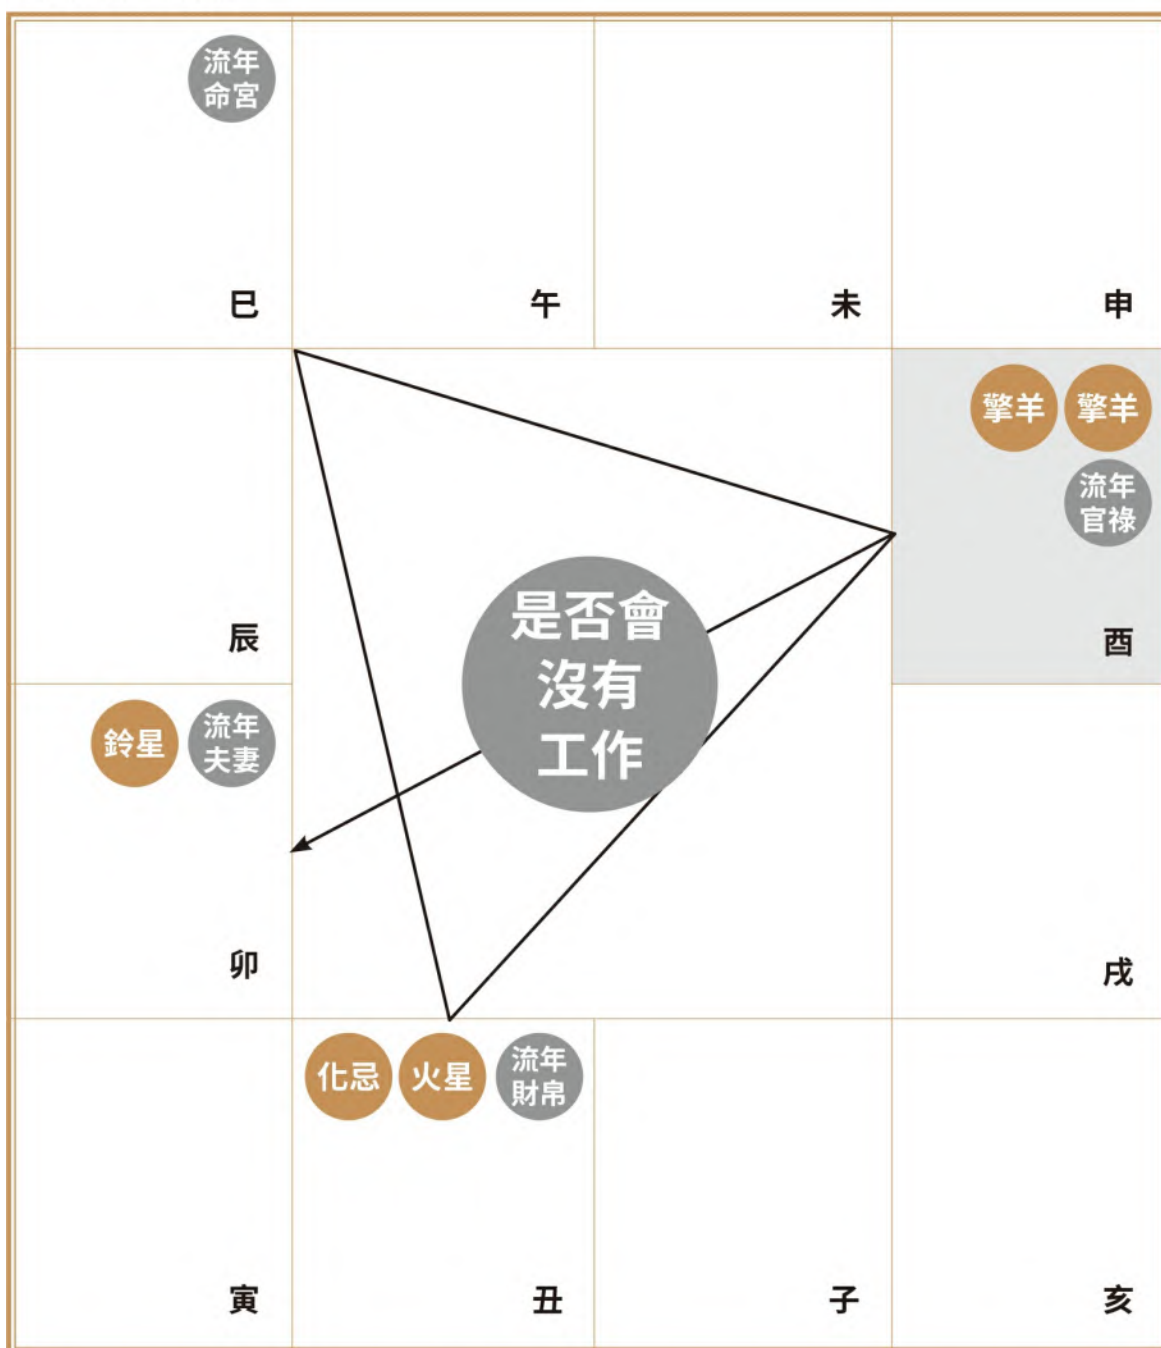 流年
命宮
巳
午
未
申
擎羊
擎羊
流年
官祿
酉
辰
是否會
沒有
工作
鈴星
流年
夫妻
卯
戌
化忌
火星
流年
財帛
寅
丑
子
亥